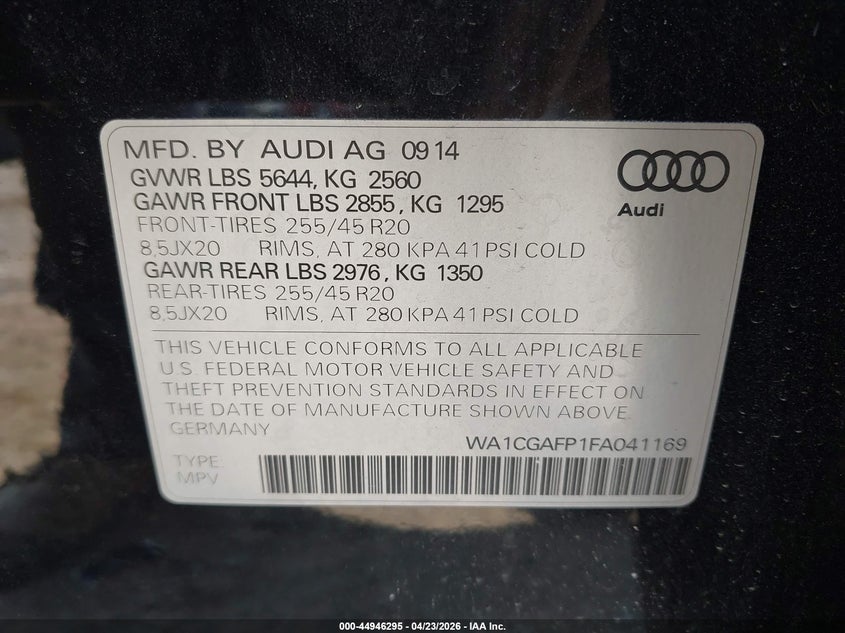 MFD. BY AUDI AG 09 14
GVWR LBS 5644, KG 2560
GAWR FRONT LBS 2855, KG 1295
FRONT-TIRES 255/45 R20
8,5JX20 RIMS, AT 280 KPA 41 PSI COLD
GAWR REAR LBS 2976, KG 1350
REAR-TIRES 255/45 R20
8,5JX20 RIMS, AT 280 KPA 41 PSI COLD
Audi
THIS VEHICLE CONFORMS TO ALL APPLICABLE
U.S. FEDERAL MOTOR VEHICLE SAFETY AND
THEFT PREVENTION STANDARDS IN EFFECT ON
THE DATE OF MANUFACTURE SHOWN ABOVE.
GERMANY
WA1CGAFP1FA041169
TYPE:
MPV
000-44946295 - 04/23/2026 - IAA Inc.